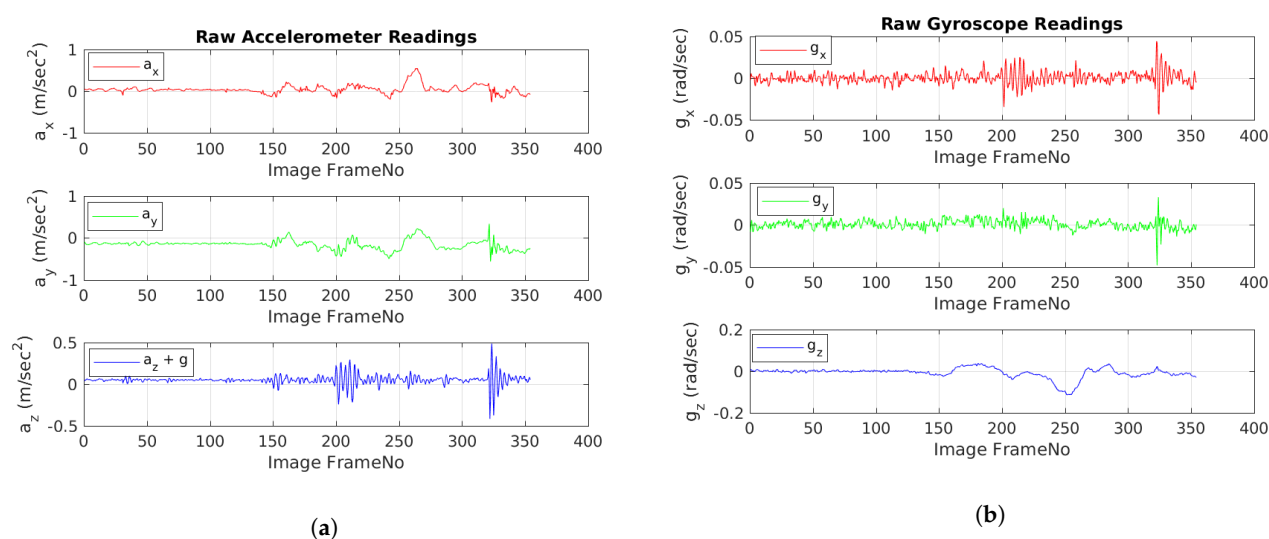 Raw Accelerometer Readings
a_x (m/sec²)
1
0
-1
a_x
0 50 100 150 200 250 300 350 400
Image FrameNo
a_y (m/sec²)
1
0
-1
a_y
0 50 100 150 200 250 300 350 400
Image FrameNo
a_z (m/sec²)
0.5
0
-0.5
a_z + g
0 50 100 150 200 250 300 350 400
Image FrameNo
(a)
Raw Gyroscope Readings
g_x (rad/sec)
0.05
0
-0.05
g_x
0 50 100 150 200 250 300 350 400
Image FrameNo
g_y (rad/sec)
0.05
0
-0.05
g_y
0 50 100 150 200 250 300 350 400
Image FrameNo
g_z (rad/sec)
0.2
0
-0.2
g_z
0 50 100 150 200 250 300 350 400
Image FrameNo
(b)